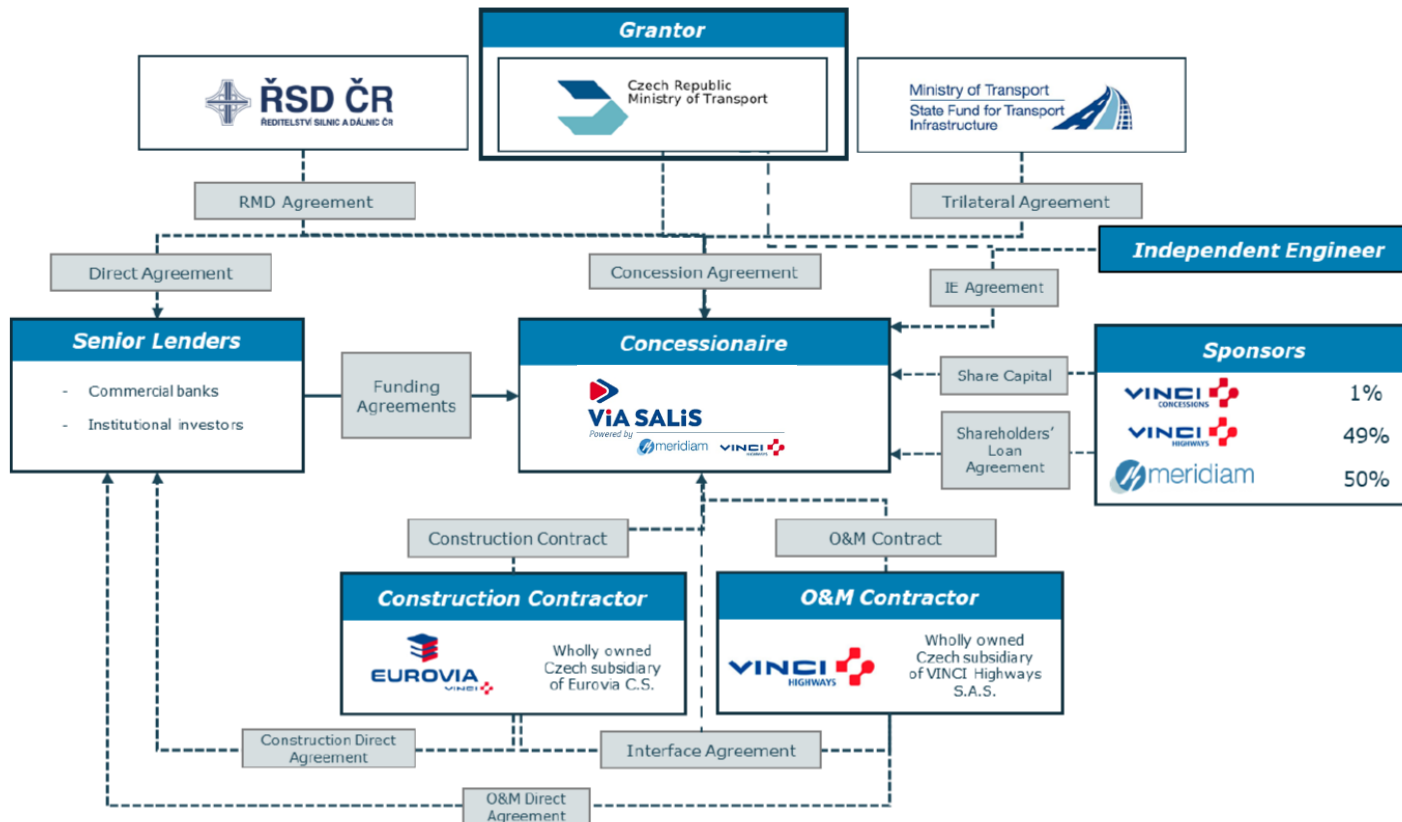 Grantor
ŘSD ČR
ŘEDITELSTVÍ SILNIC A DÁLNIC ČR
Czech Republic
Ministry of Transport
Ministry of Transport
State Fund for Transport
Infrastructure
RMD Agreement
Trilateral Agreement
Direct Agreement
Concession Agreement
Independent Engineer
IE Agreement
Senior Lenders
- Commercial banks
- Institutional investors
Funding
Agreements
Concessionaire
ViA SALiS
Powered by
meridiam VINCI
HIGHWAYS
Share Capital
Shareholders'
Loan
Agreement
Sponsors
VINCI 1%
CONCESSIONS
VINCI 49%
HIGHWAYS
meridiam 50%
Construction Contract
O&M Contract
Construction Contractor
EUROVIA
VINCI
Wholly owned
Czech subsidiary
of Eurovia C.S.
O&M Contractor
VINCI
HIGHWAYS
Wholly owned
Czech subsidiary
of VINCI Highways
S.A.S.
Construction Direct
Agreement
Interface Agreement
O&M Direct
Agreement